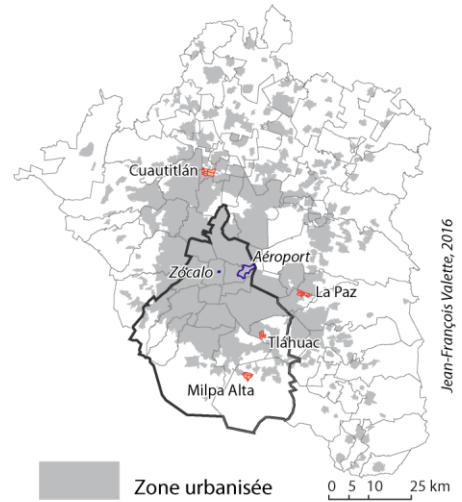 Cuautitlán
Aéroport
Zócalo
La Paz
Tláhuac
Milpa Alta
Jean-François Valette, 2016
Zone urbanisée
0 5 10 25 km